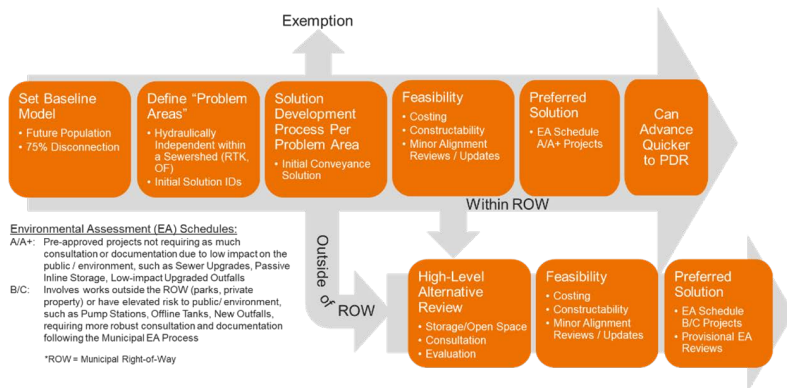 Exemption
Set Baseline
Model
• Future Population
• 75% Disconnection
Define "Problem
Areas"
• Hydraulically
Independent within
a Sewershed (RTK,
OF)
• Initial Solution IDs
Solution
Development
Process Per
Problem Area
• Initial Conveyance
Solution
Feasibility
• Costing
• Constructability
• Minor Alignment
Reviews / Updates
Preferred
Solution
• EA Schedule
A/A+ Projects
Can
Advance
Quicker
to PDR
Within ROW
Outside of
ROW
Environmental Assessment (EA) Schedules:
A/A+: Pre-approved projects not requiring as much
consultation or documentation due to low impact on the
public / environment, such as Sewer Upgrades, Passive
Inline Storage, Low-impact Upgraded Outfalls
B/C: Involves works outside the ROW (parks, private
property) or have elevated risk to public/ environment,
such as Pump Stations, Offline Tanks, New Outfalls,
requiring more robust consultation and documentation
following the Municipal EA Process
*ROW = Municipal Right-of-Way
High-Level
Alternative
Review
• Storage/Open Space
• Consultation
• Evaluation
Feasibility
• Costing
• Constructability
• Minor Alignment
Reviews / Updates
Preferred
Solution
• EA Schedule
B/C Projects
• Provisional EA
Reviews